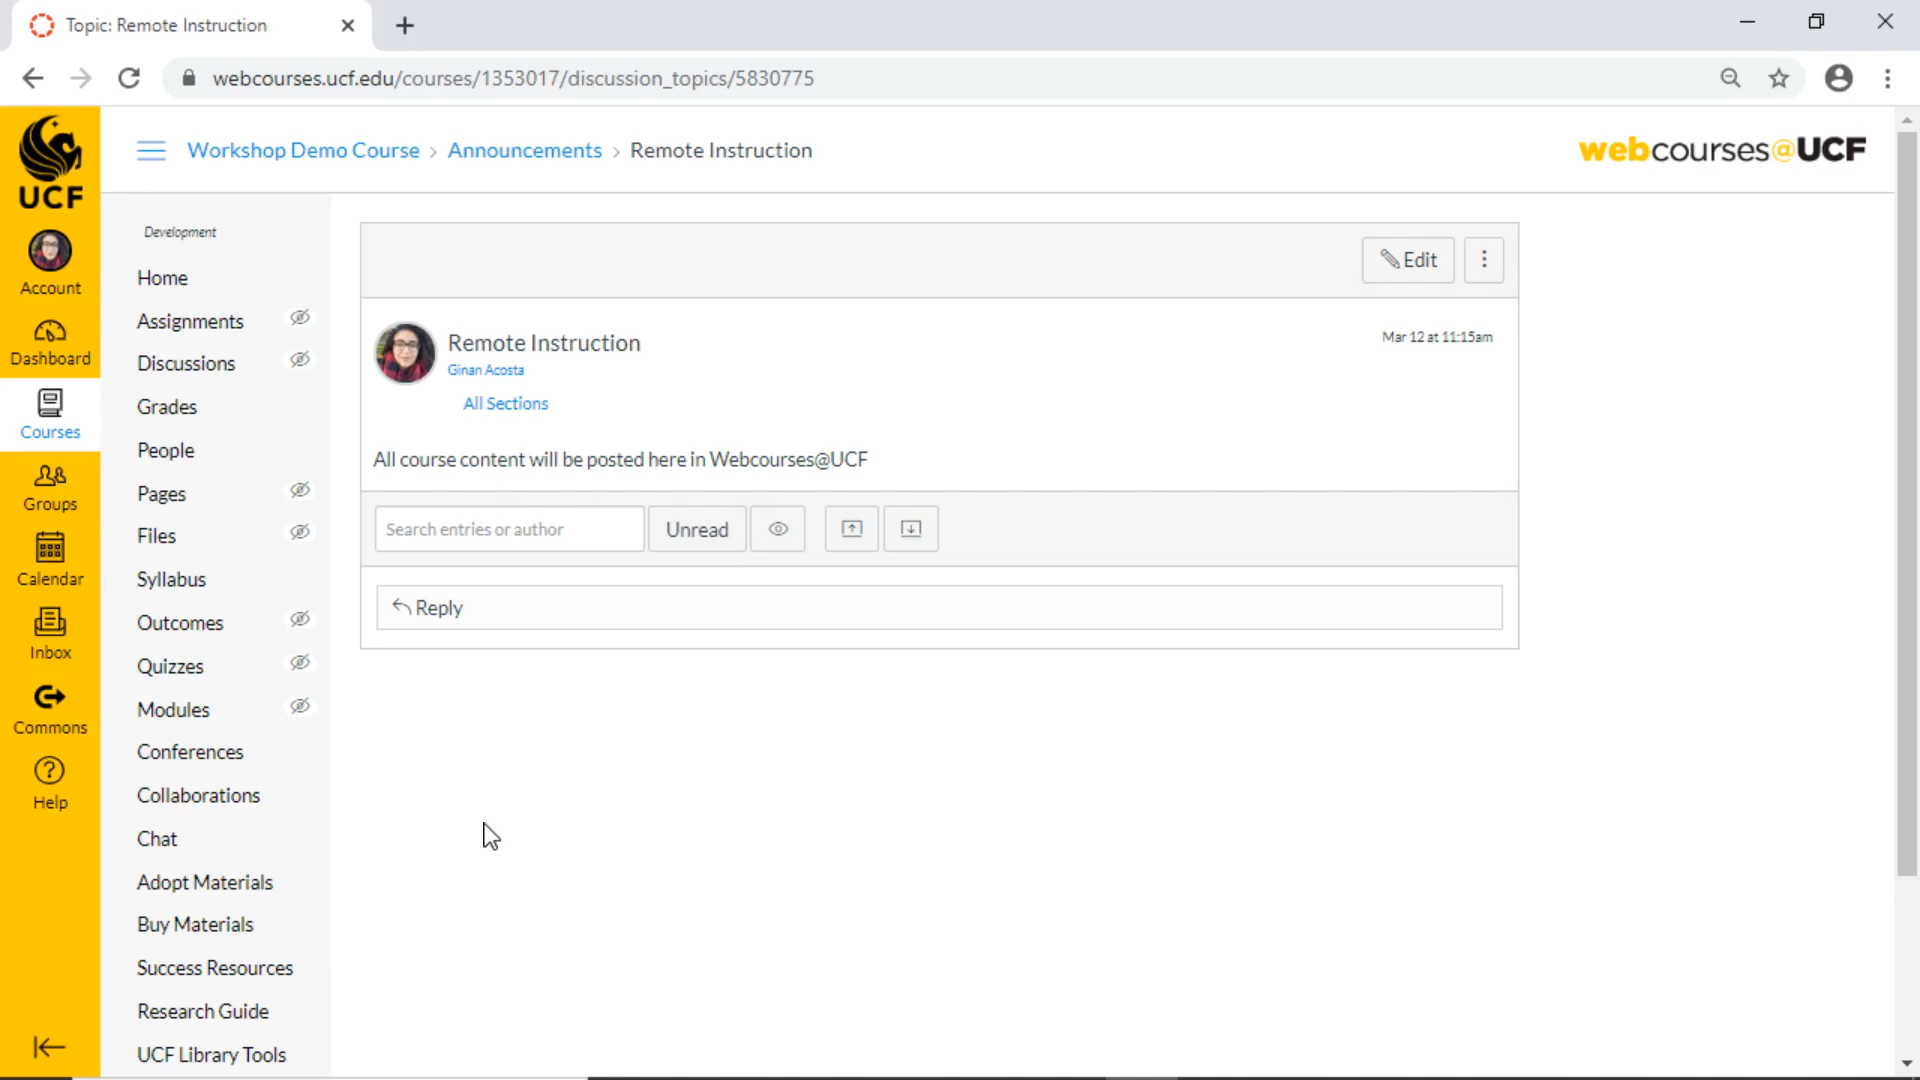 Topic: Remote Instruction
webcourses.ucf.edu/courses/1353017/discussion_topics/5830775
UCF
Account
Dashboard
Courses
Groups
Calendar
Inbox
Commons
Help
Workshop Demo Course > Announcements > Remote Instruction
webcourses@UCF
Development
Home
Assignments
Discussions
Grades
People
Pages
Files
Syllabus
Outcomes
Quizzes
Modules
Conferences
Collaborations
Chat
Adopt Materials
Buy Materials
Success Resources
Research Guide
UCF Library Tools
Edit
Remote Instruction
Mar 12 at 11:15am
Ginan Acosta
All Sections
All course content will be posted here in Webcourses@UCF
Search entries or author
Unread
Reply